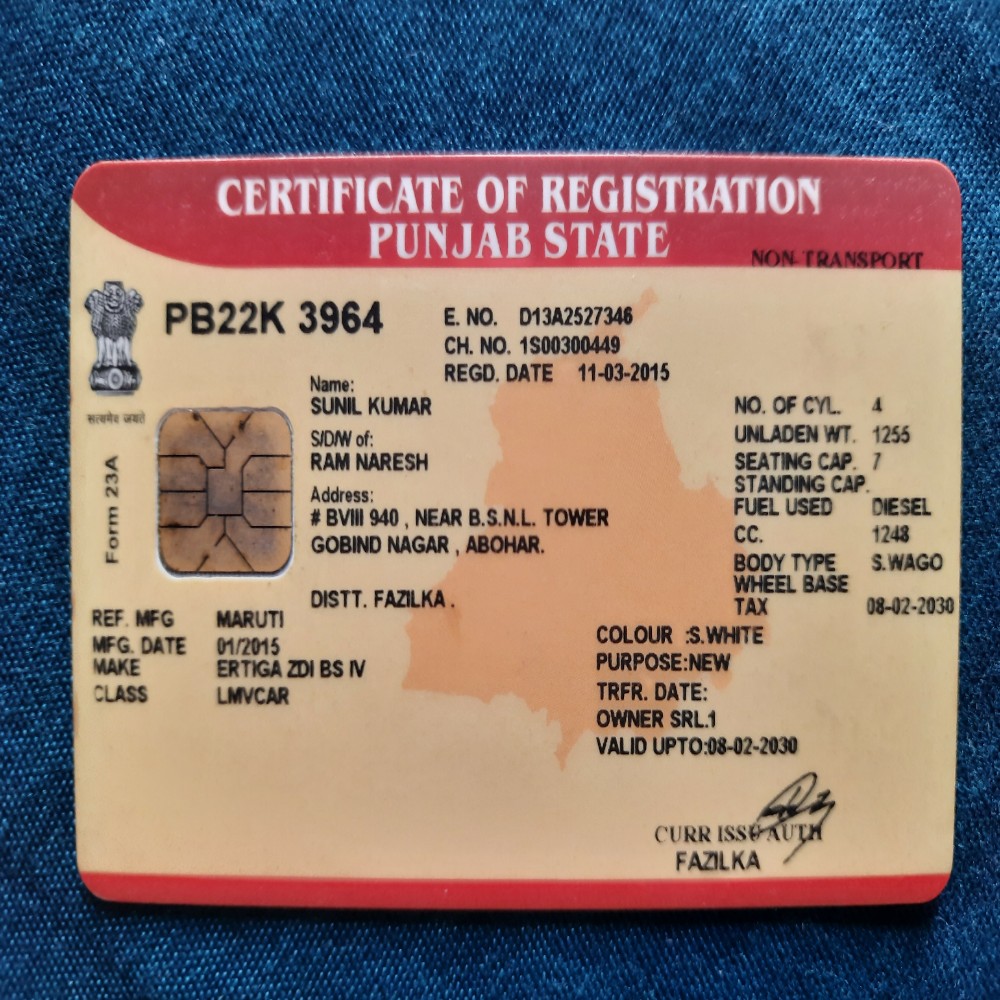 CERTIFICATE OF REGISTRATION
PUNJAB STATE
NON-TRANSPORT
PB22K 3964
E. NO. D13A2527346
CH. NO. 1S00300449
REGD. DATE 11-03-2015
सत्यमेव जयते
Form 23A
Name:
SUNIL KUMAR
S/D/W of:
RAM NARESH
Address:
# BVIII 940 , NEAR B.S.N.L. TOWER
GOBIND NAGAR , ABOHAR.
DISTT. FAZILKA .
NO. OF CYL. 4
UNLADEN WT. 1255
SEATING CAP. 7
STANDING CAP.
FUEL USED DIESEL
CC. 1248
BODY TYPE S.WAGO
WHEEL BASE
TAX 08-02-2030
REF. MFG MARUTI
MFG. DATE 01/2015
MAKE ERTIGA ZDI BS IV
CLASS LMVCAR
COLOUR :S.WHITE
PURPOSE:NEW
TRFR. DATE:
OWNER SRL.1
VALID UPTO:08-02-2030
CURR ISSU AUTH
FAZILKA